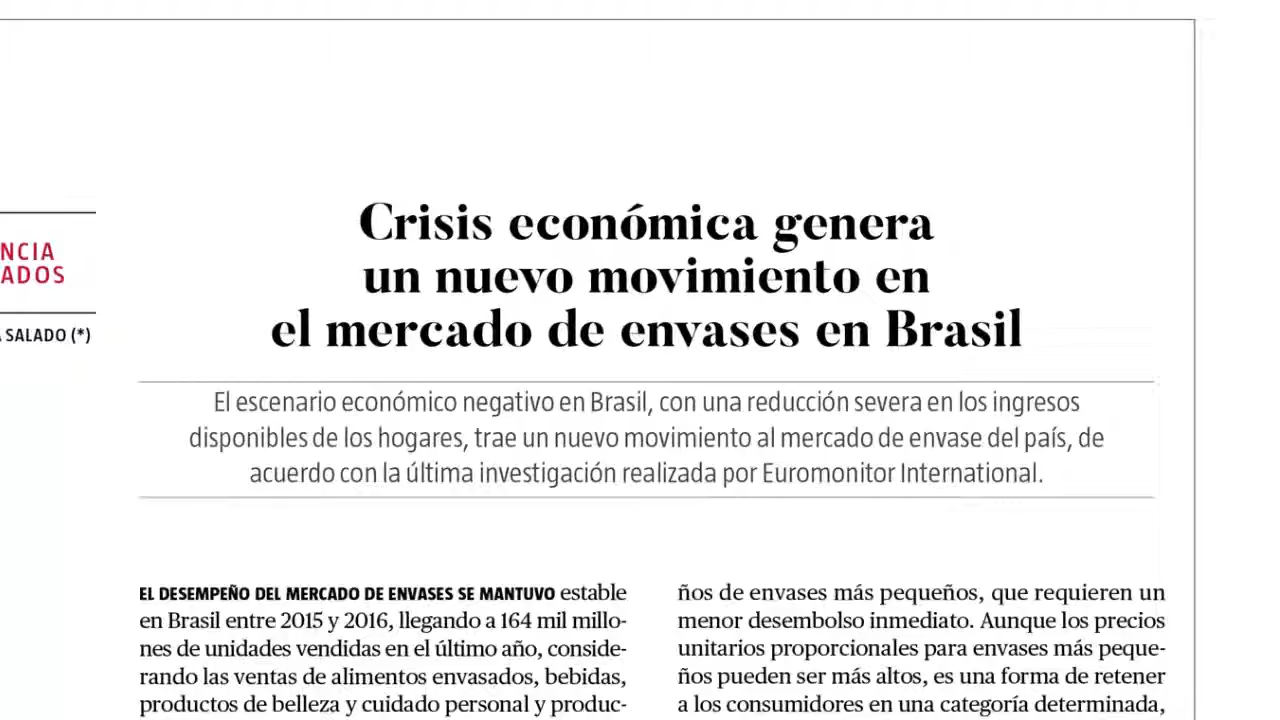 NCIA
ADOS
SALADO (*)
Crisis económica genera
un nuevo movimiento en
el mercado de envases en Brasil
El escenario económico negativo en Brasil, con una reducción severa en los ingresos
disponibles de los hogares, trae un nuevo movimiento al mercado de envase del país, de
acuerdo con la última investigación realizada por Euromonitor International.
EL DESEMPEÑO DEL MERCADO DE ENVASES SE MANTUVO estable
en Brasil entre 2015 y 2016, llegando a 164 mil millo-
nes de unidades vendidas en el último año, conside-
rando las ventas de alimentos envasados, bebidas,
productos de belleza y cuidado personal y produc-
ños de envases más pequeños, que requieren un
menor desembolso inmediato. Aunque los precios
unitarios proporcionales para envases más peque-
ños pueden ser más altos, es una forma de retener
a los consumidores en una categoría determinada,